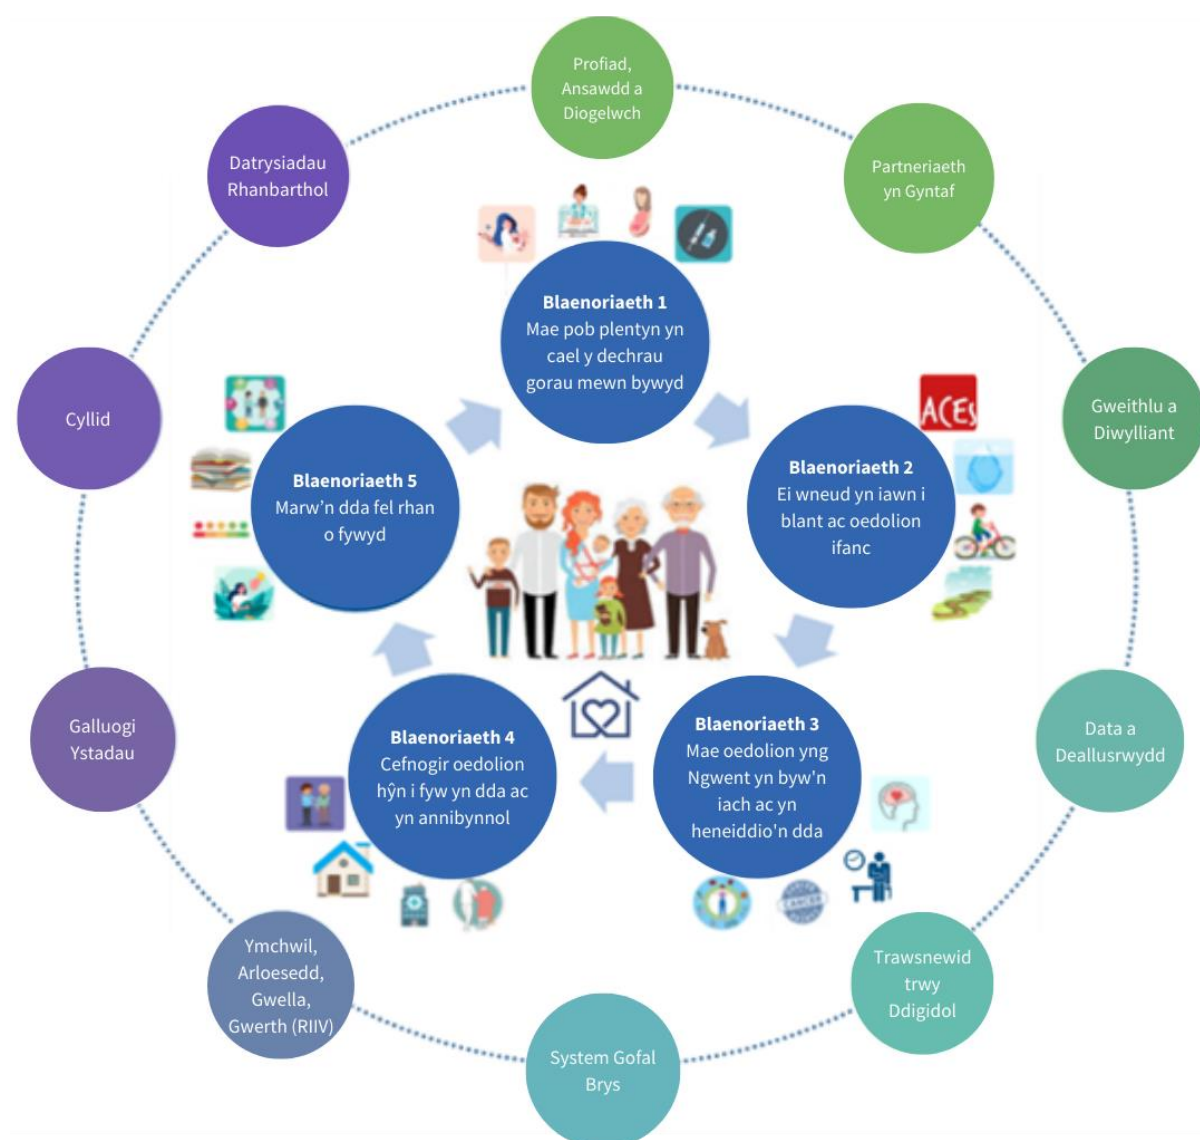 Profiad,
Ansawdd a
Diogelwch
Partneriaeth
yn Gyntaf
Gweithlu a
Diwylliant
Data a
Deallusrwydd
Trawsnewid
trwy
Ddigidol
System Gofal
Brys
Ymchwil,
Arloesedd,
Gwella,
Gwerth (RIIV)
Galluogi
Ystadau
Cyllid
Datrysiadau
Rhanbarthol
Blaenoriaeth 1
Mae pob plentyn yn
cael y dechrau
gorau mewn bywyd
ACEs
Blaenoriaeth 2
Ei wneud yn iawn i
blant ac oedolion
ifanc
Blaenoriaeth 3
Mae oedolion yng
Ngwent yn byw'n
iach ac yn
heneiddio'n dda
CANCER
Blaenoriaeth 4
Cefnogir oedolion
hŷn i fyw yn dda ac
yn annibynnol
Blaenoriaeth 5
Marw’n dda fel rhan
o fywyd